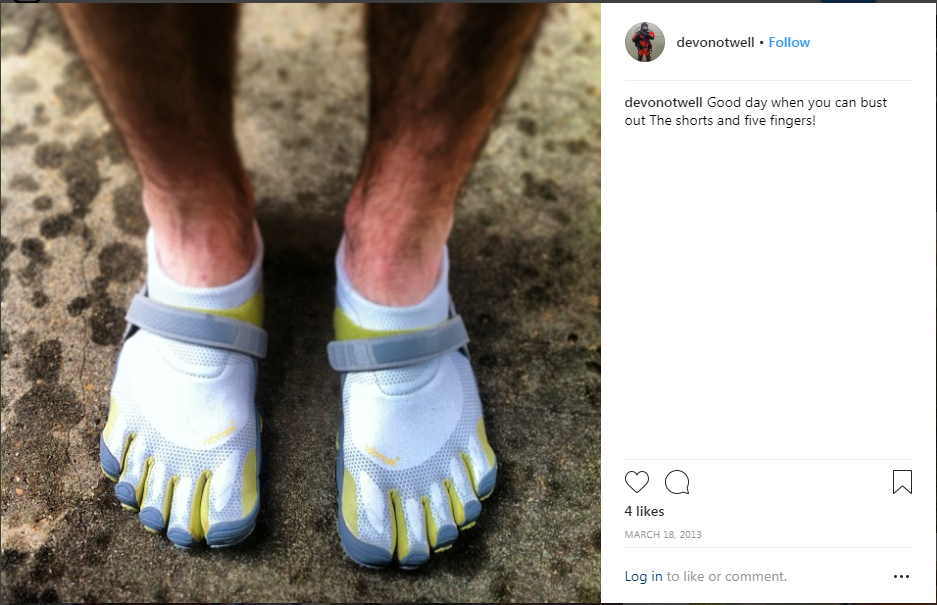 devonotwell • Follow
devonotwell Good day when you can bust
out The shorts and five fingers!
4 likes
MARCH 18, 2013
Log in to like or comment.